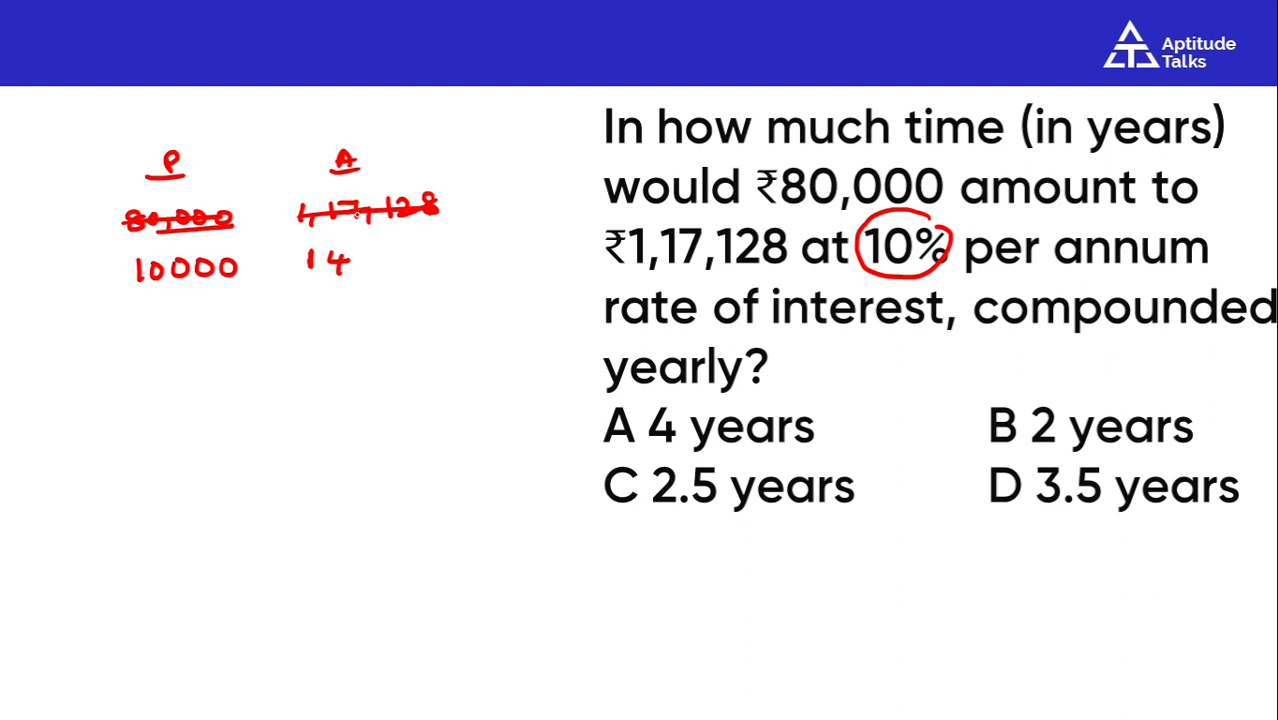 Aptitude
Talks
P A
80,000 1,17,128
10000 14
In how much time (in years)
would ₹80,000 amount to
₹1,17,128 at 10% per annum
rate of interest, compounded
yearly?
A 4 years B 2 years
C 2.5 years D 3.5 years